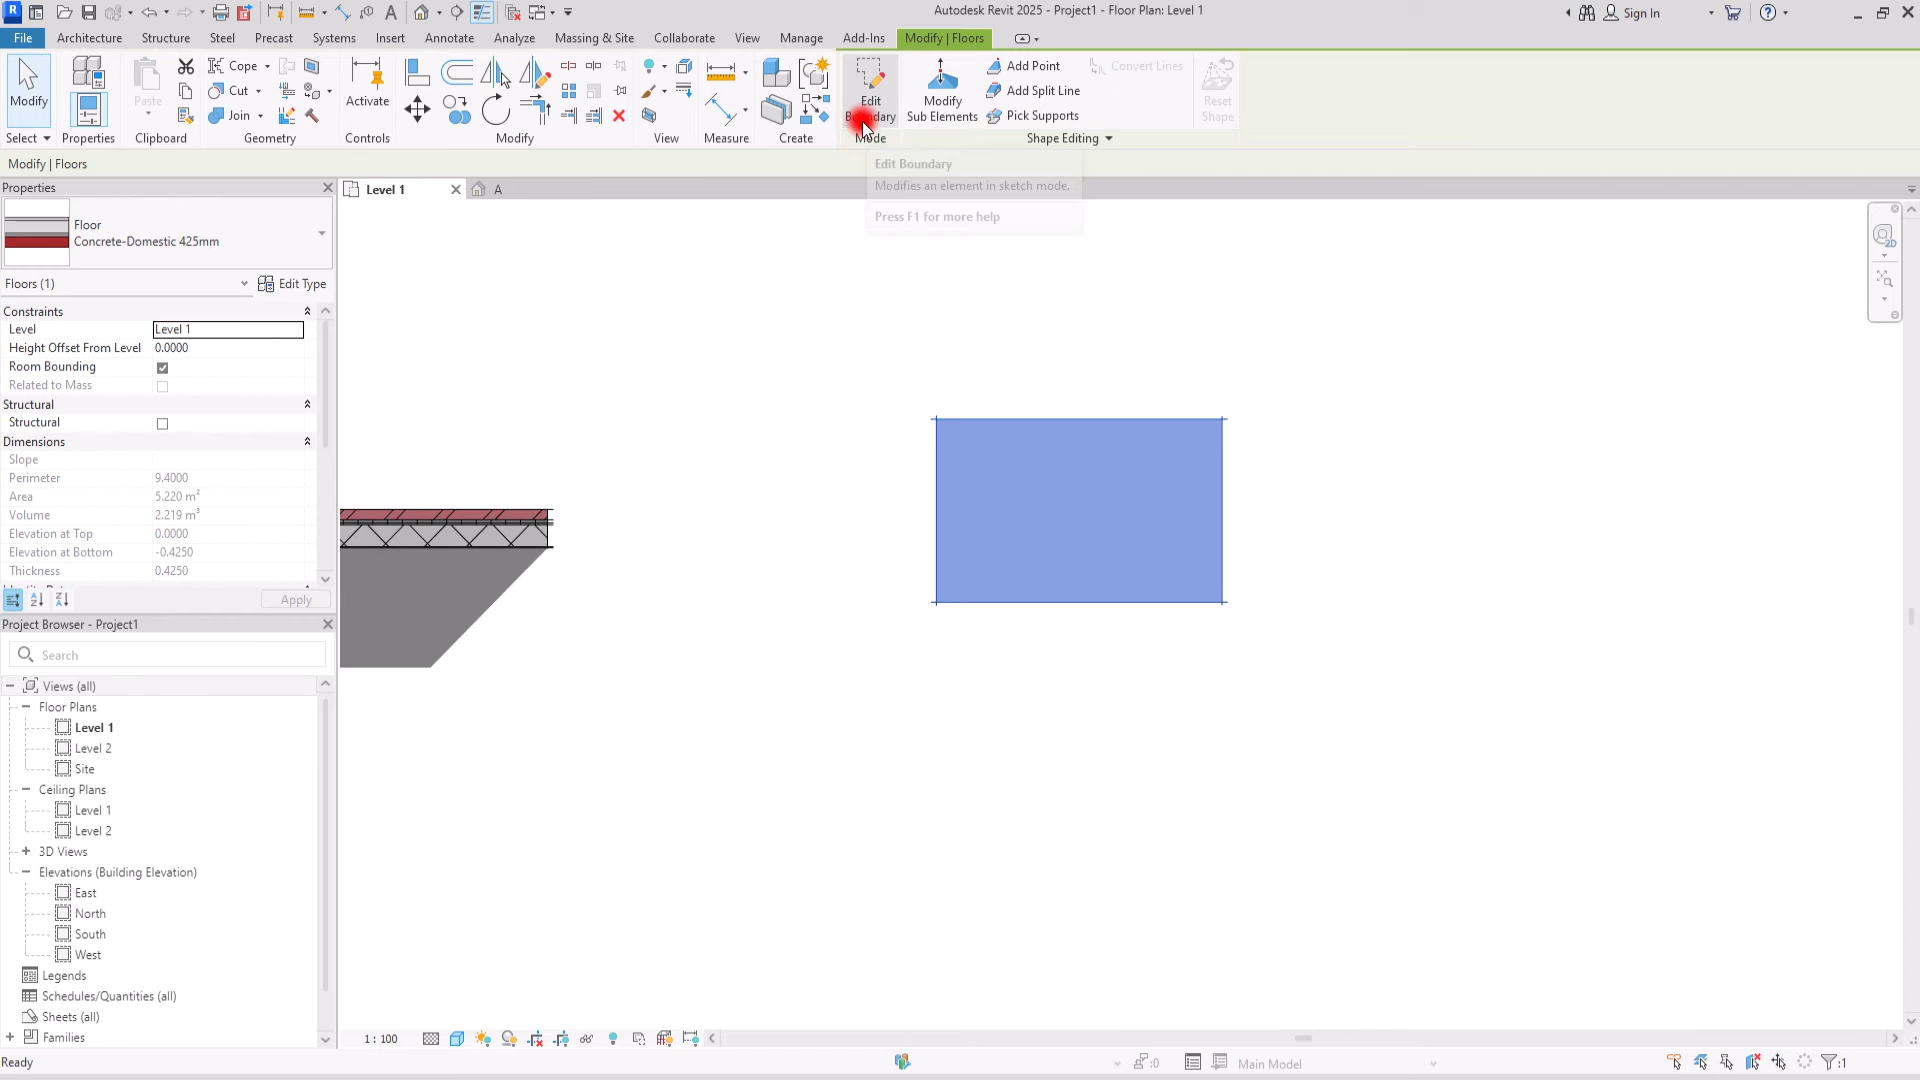 Autodesk Revit 2025 - Project1 - Floor Plan: Level 1
Sign In
File Architecture Structure Steel Precast Systems Insert Annotate Analyze Massing & Site Collaborate View Manage Add-Ins Modify | Floors
Modify
Paste
Cope
Cut
Join
Activate
Edit
Boundary
Modify
Sub Elements
Add Point
Add Split Line
Pick Supports
Convert Lines
Reset
Shape
Select Properties Clipboard Geometry Controls Modify View Measure Create Mode Shape Editing
Modify | Floors
Edit Boundary
Modifies an element in sketch mode.
Press F1 for more help
Properties
Level 1
A
Floor
Concrete-Domestic 425mm
Floors (1)
Edit Type
Constraints
Level Level 1
Height Offset From Level 0.0000
Room Bounding
Related to Mass
Structural
Structural
Dimensions
Slope
Perimeter 9.4000
Area 5.220 m²
Volume 2.219 m³
Elevation at Top 0.0000
Elevation at Bottom -0.4250
Thickness 0.4250
Apply
Project Browser - Project1
Search
Views (all)
Floor Plans
Level 1
Level 2
Site
Ceiling Plans
Level 1
Level 2
3D Views
Elevations (Building Elevation)
East
North
South
West
Legends
Schedules/Quantities (all)
Sheets (all)
Families
1 : 100
Ready
:0
Main Model
:1
2D